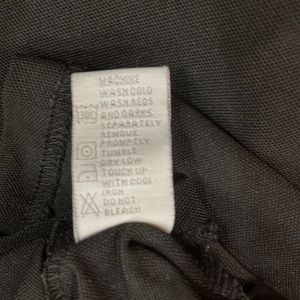 MACHINE
WASH COLD
WASH REDS
30C AND DARKS
SEPARATELY
REMOVE
PROMPTLY
TUMBLE
DRY LOW
TOUCH UP
WITH COOL
IRON
DO NOT
BLEACH